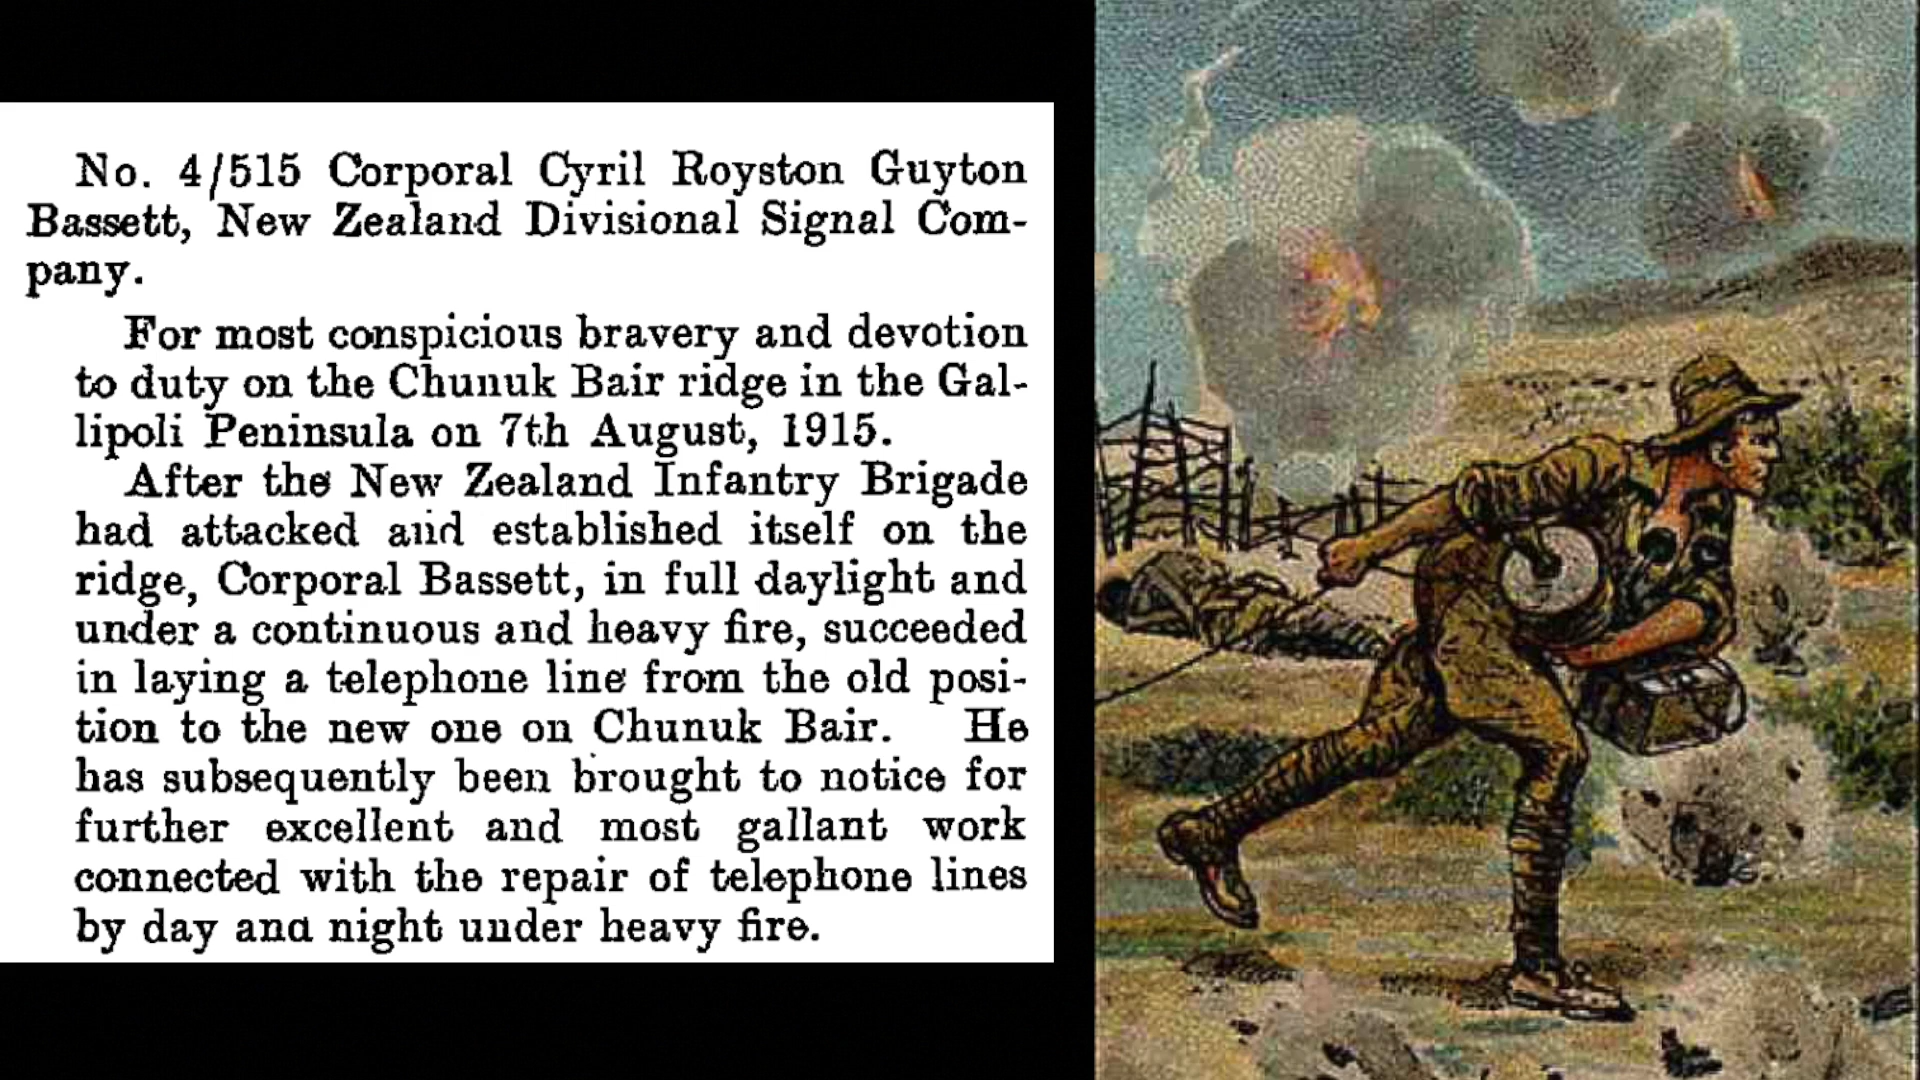 No. 4/515 Corporal Cyril Royston Guyton
Bassett, New Zealand Divisional Signal Com-
pany.
For most conspicious bravery and devotion
to duty on the Chunuk Bair ridge in the Gal-
lipoli Peninsula on 7th August, 1915.
After the New Zealand Infantry Brigade
had attacked and established itself on the
ridge, Corporal Bassett, in full daylight and
under a continuous and heavy fire, succeeded
in laying a telephone line from the old posi-
tion to the new one on Chunuk Bair. He
has subsequently been brought to notice for
further excellent and most gallant work
connected with the repair of telephone lines
by day and night under heavy fire.